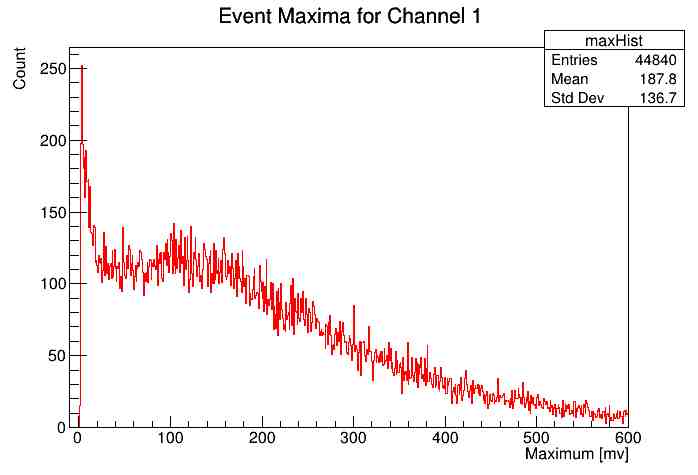 Event Maxima for Channel 1
maxHist
Entries 44840
Mean 187.8
Std Dev 136.7
Count
250
200
150
100
50
0
0 100 200 300 400 500 600
Maximum [mv]